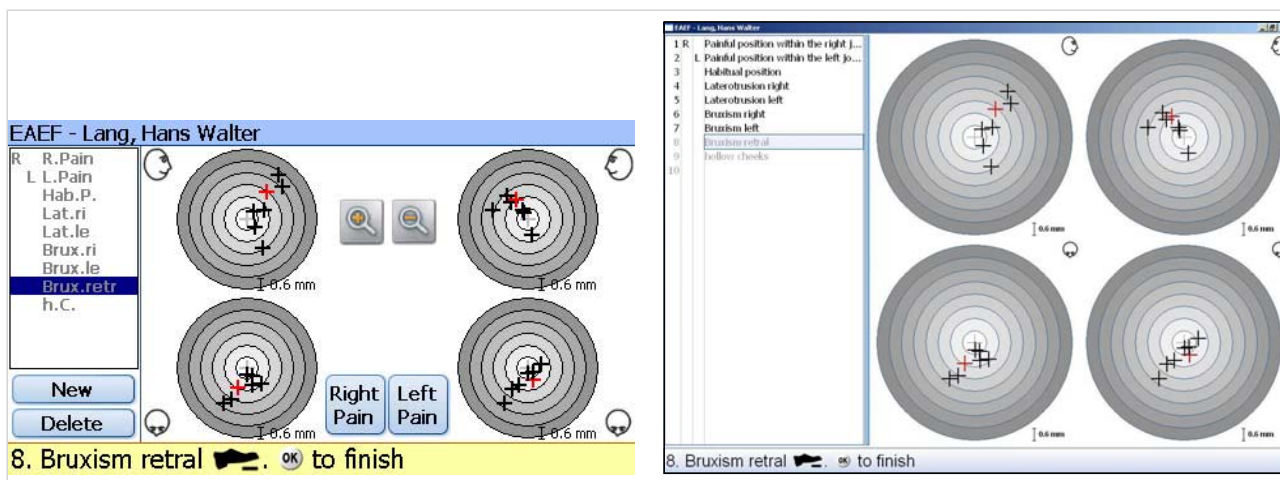 EAEF - Lang, Hans Walter
R R.Pain
L L.Pain
Hab.P.
Lat.ri
Lat.le
Brux.ri
Brux.le
Brux.retr
h.C.
New
Delete
0.6 mm
0.6 mm
Right Pain
Left Pain
0.6 mm
0.6 mm
8. Bruxism retral . OK to finish
EAEF - Lang, Hans Walter
1 R Painful position within the right j...
2 L Painful position within the left jo...
3 Habitual position
4 Laterotrusion right
5 Laterotrusion left
6 Bruxism right
7 Bruxism left
8 Bruxism retral
9 hollow cheeks
10
0.6 mm
0.6 mm
0.6 mm
0.6 mm
8. Bruxism retral . OK to finish